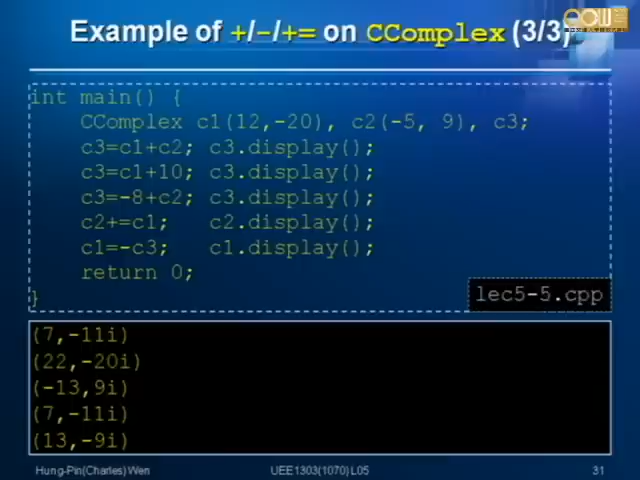 Example of +/-/+= on CComplex (3/3)
int main() {
CComplex c1(12,-20), c2(-5, 9), c3;
c3=c1+c2; c3.display();
c3=c1+10; c3.display();
c3=-8+c2; c3.display();
c2+=c1; c2.display();
c1=-c3; c1.display();
return 0;
}
lec5-5.cpp
(7,-11i)
(22,-20i)
(-13,9i)
(7,-11i)
(13,-9i)
Hung-Pin(Charles) Wen UEE1303(1070) L05 31